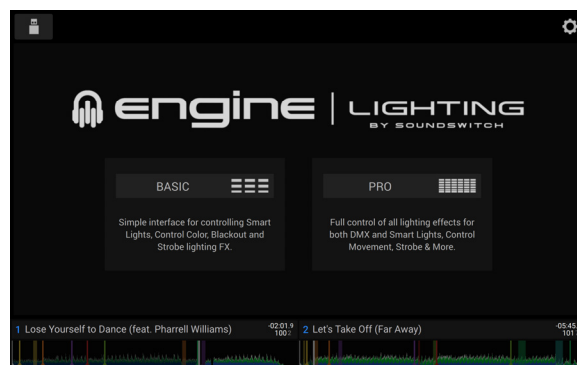 engine | LIGHTING
BY SOUNDSWITCH
BASIC
Simple interface for controlling Smart
Lights, Control Color, Blackout and
Strobe lighting FX.
PRO
Full control of all lighting effects for
both DMX and Smart Lights, Control
Movement, Strobe & More.
1 Lose Yourself to Dance (feat. Pharrell Williams)
-02:01.9
100
2 Let's Take Off (Far Away)
-05:45.
101